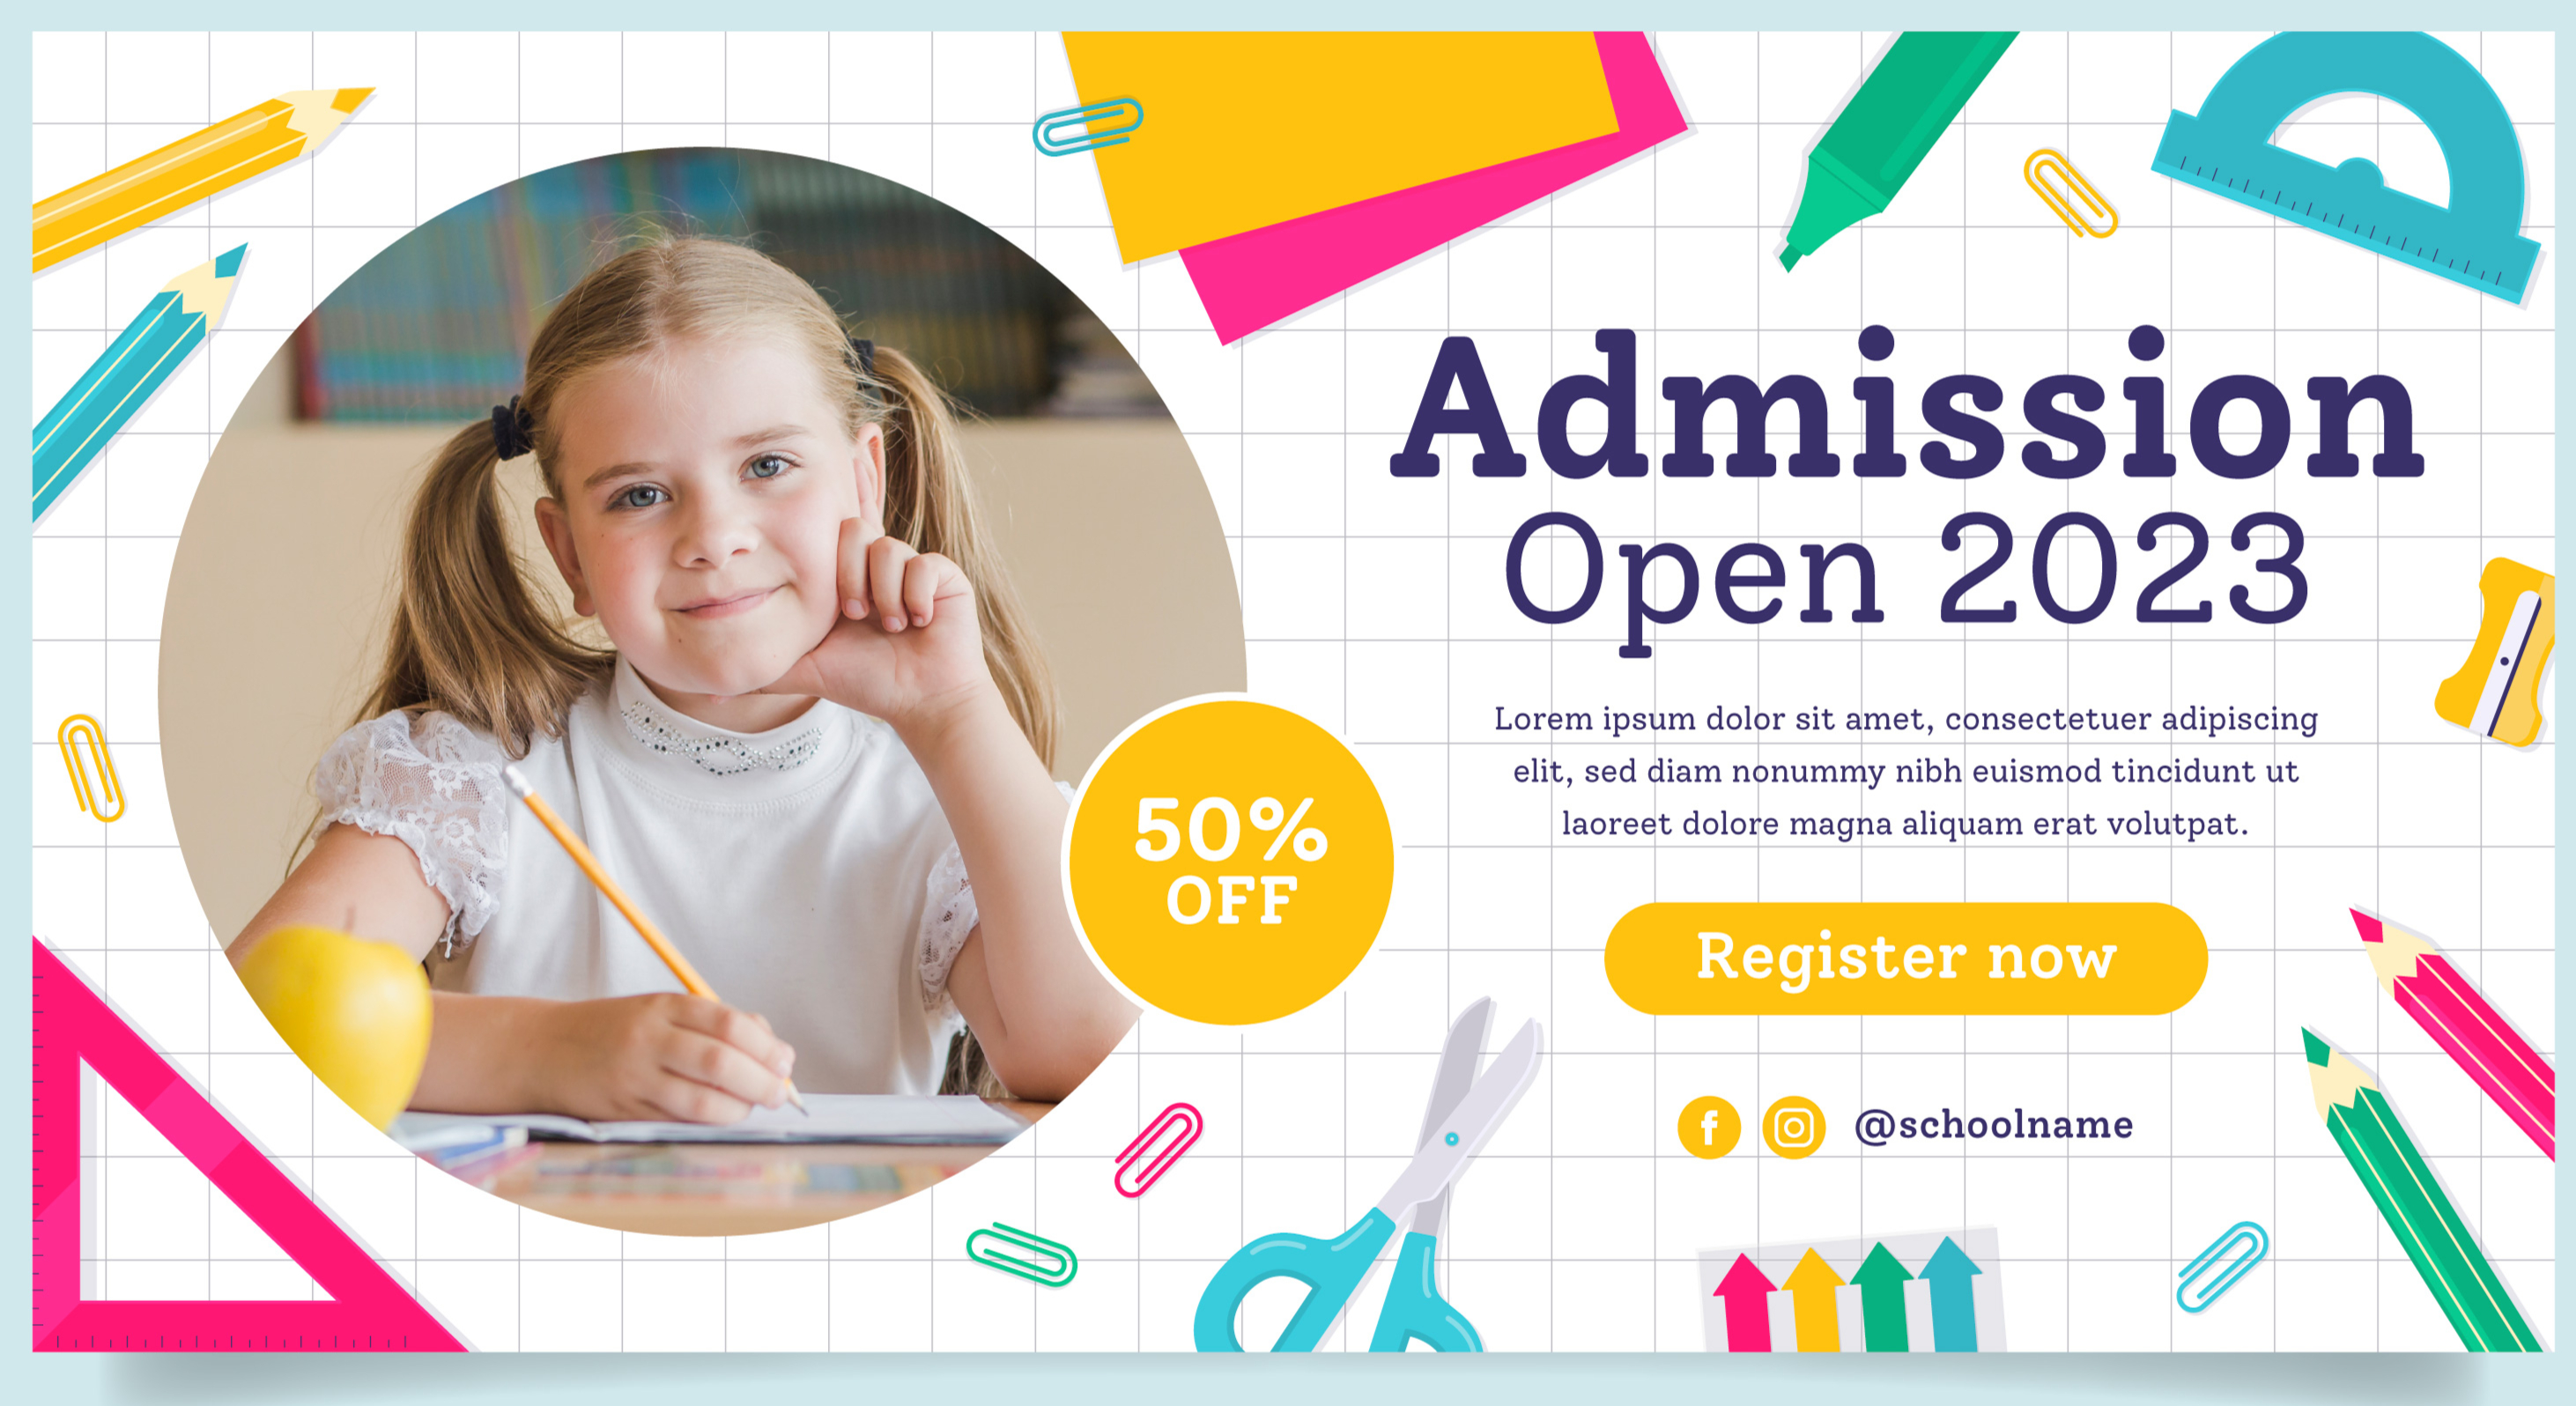 Admission
Open 2023
Lorem ipsum dolor sit amet, consectetuer adipiscing
elit, sed diam nonummy nibh euismod tincidunt ut
laoreet dolore magna aliquam erat volutpat.
50%
OFF
Register now
@schoolname